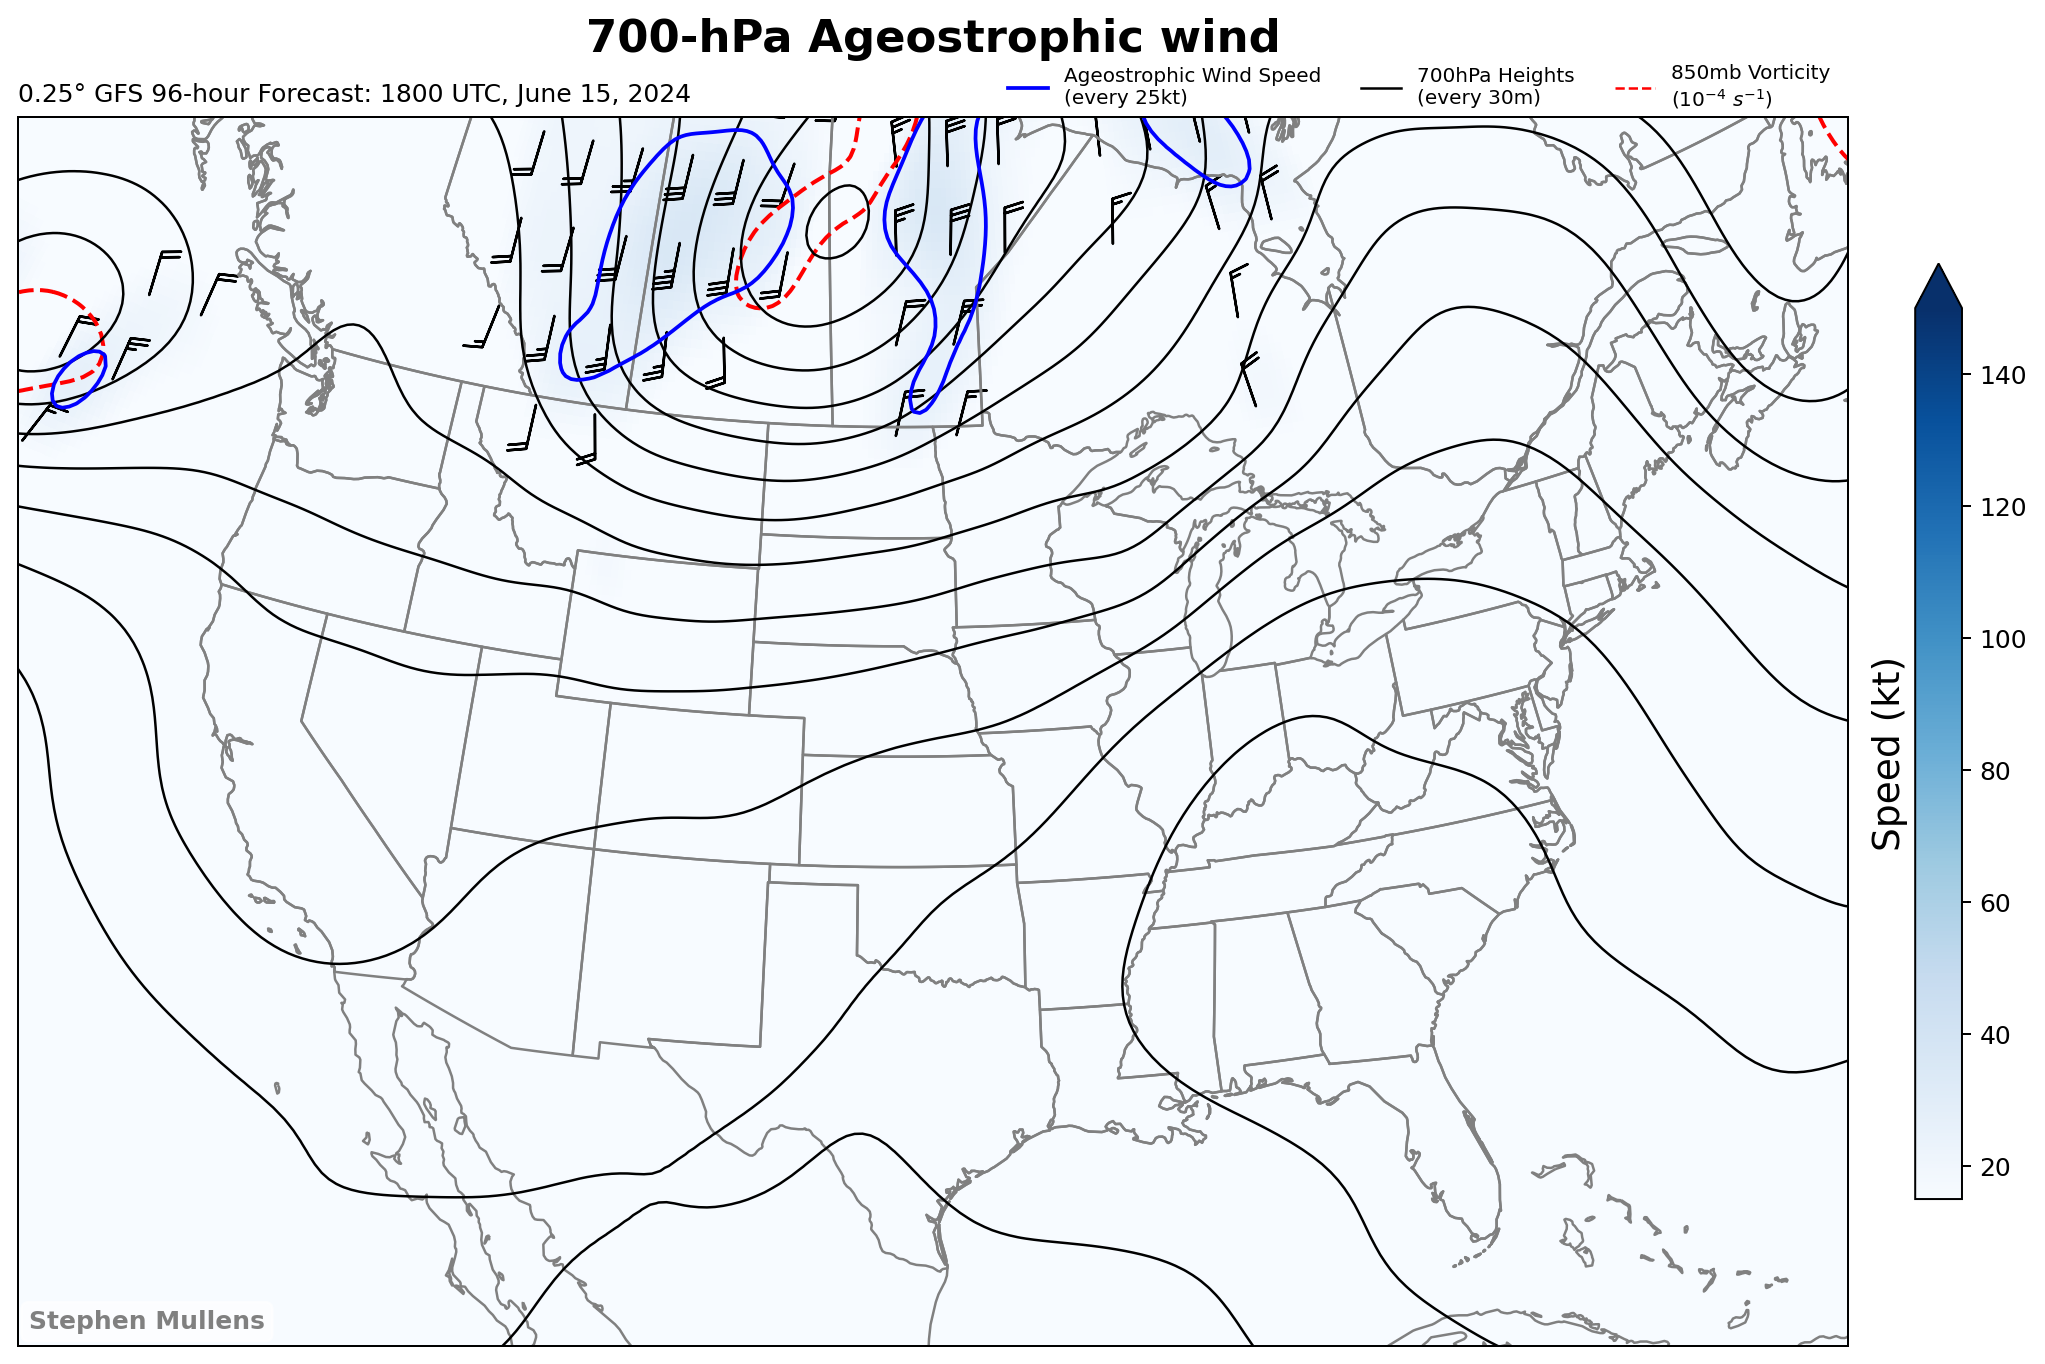 700-hPa Ageostrophic wind
0.25° GFS 96-hour Forecast: 1800 UTC, June 15, 2024
Ageostrophic Wind Speed
(every 25kt)
700hPa Heights
(every 30m)
850mb Vorticity
(10⁻⁴ s⁻¹)
140
120
100
80
60
40
20
Speed (kt)
Stephen Mullens